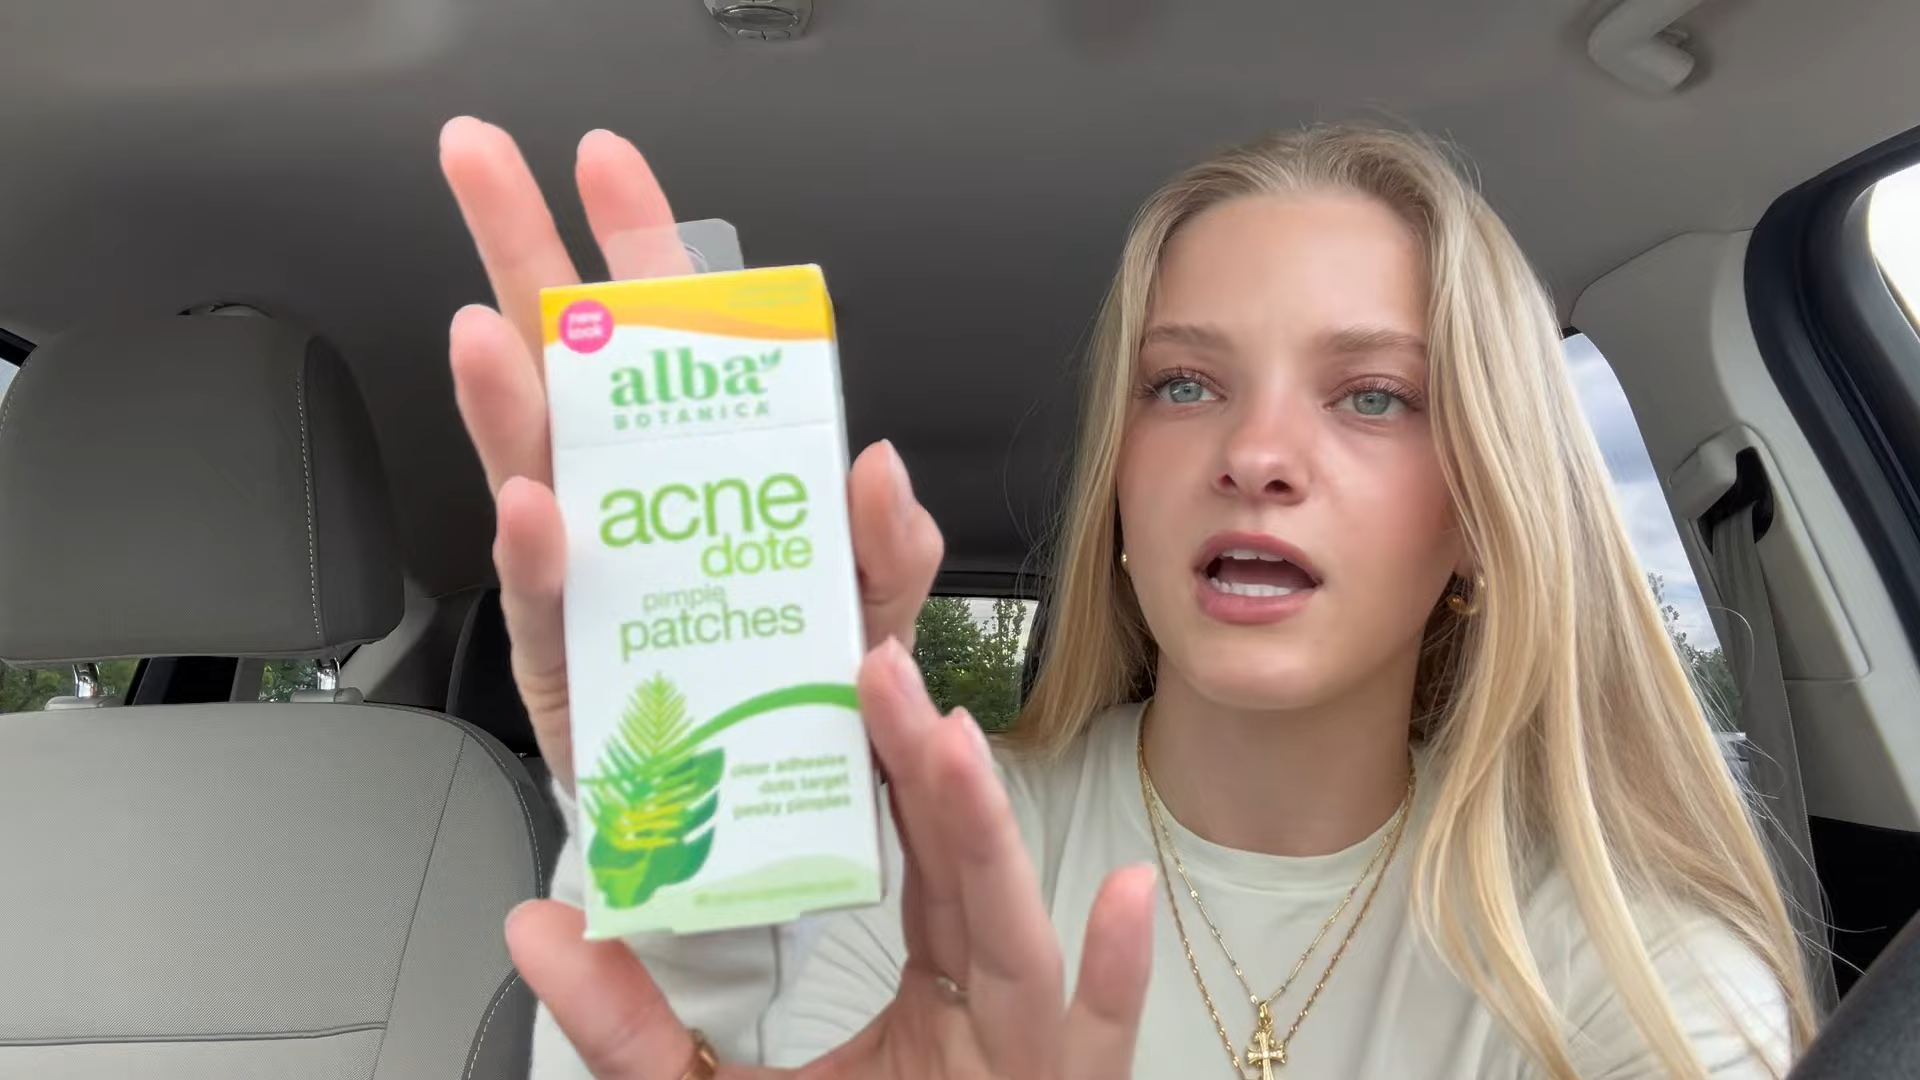 new
look
alba
BOTANICA
acne
dote
pimple
patches
clear adhesive
dots target
pesky pimples